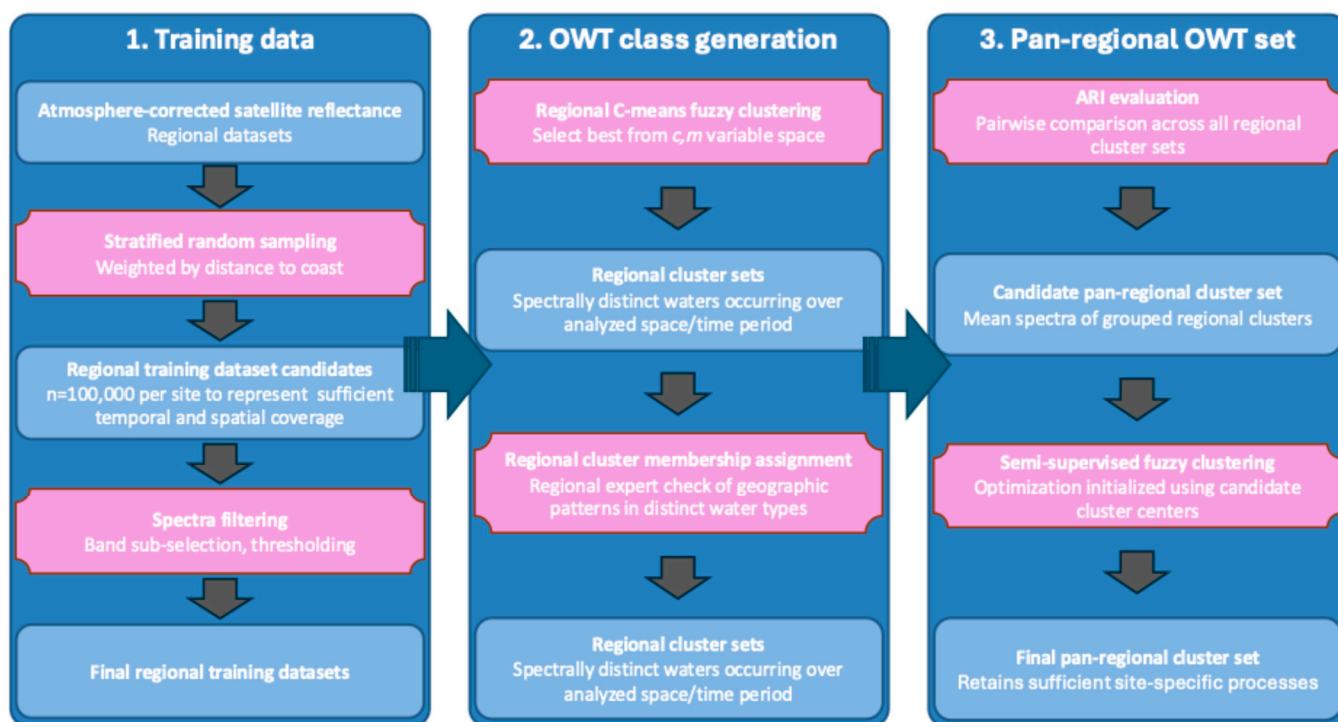 1. Training data
Atmosphere-corrected satellite reflectance
Regional datasets
Stratified random sampling
Weighted by distance to coast
Regional training dataset candidates
n=100,000 per site to represent sufficient
temporal and spatial coverage
Spectra filtering
Band sub-selection, thresholding
Final regional training datasets
2. OWT class generation
Regional C-means fuzzy clustering
Select best from c,m variable space
Regional cluster sets
Spectrally distinct waters occurring over
analyzed space/time period
Regional cluster membership assignment
Regional expert check of geographic
patterns in distinct water types
Regional cluster sets
Spectrally distinct waters occurring over
analyzed space/time period
3. Pan-regional OWT set
ARI evaluation
Pairwise comparison across all regional
cluster sets
Candidate pan-regional cluster set
Mean spectra of grouped regional clusters
Semi-supervised fuzzy clustering
Optimization initialized using candidate
cluster centers
Final pan-regional cluster set
Retains sufficient site-specific processes